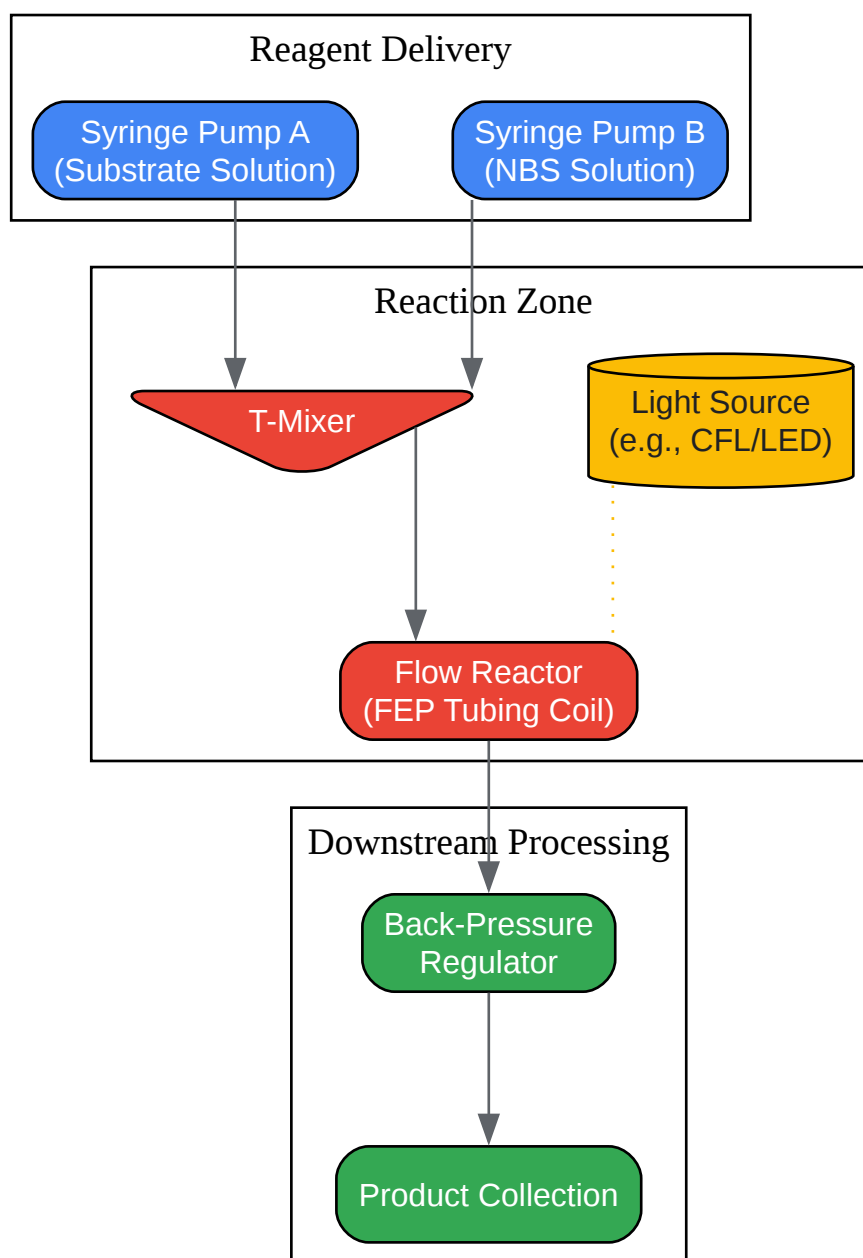 Reagent Delivery
Syringe Pump A
(Substrate Solution)
Syringe Pump B
(NBS Solution)
Reaction Zone
T-Mixer
Light Source
(e.g., CFL/LED)
Flow Reactor
(FEP Tubing Coil)
Downstream Processing
Back-Pressure
Regulator
Product Collection